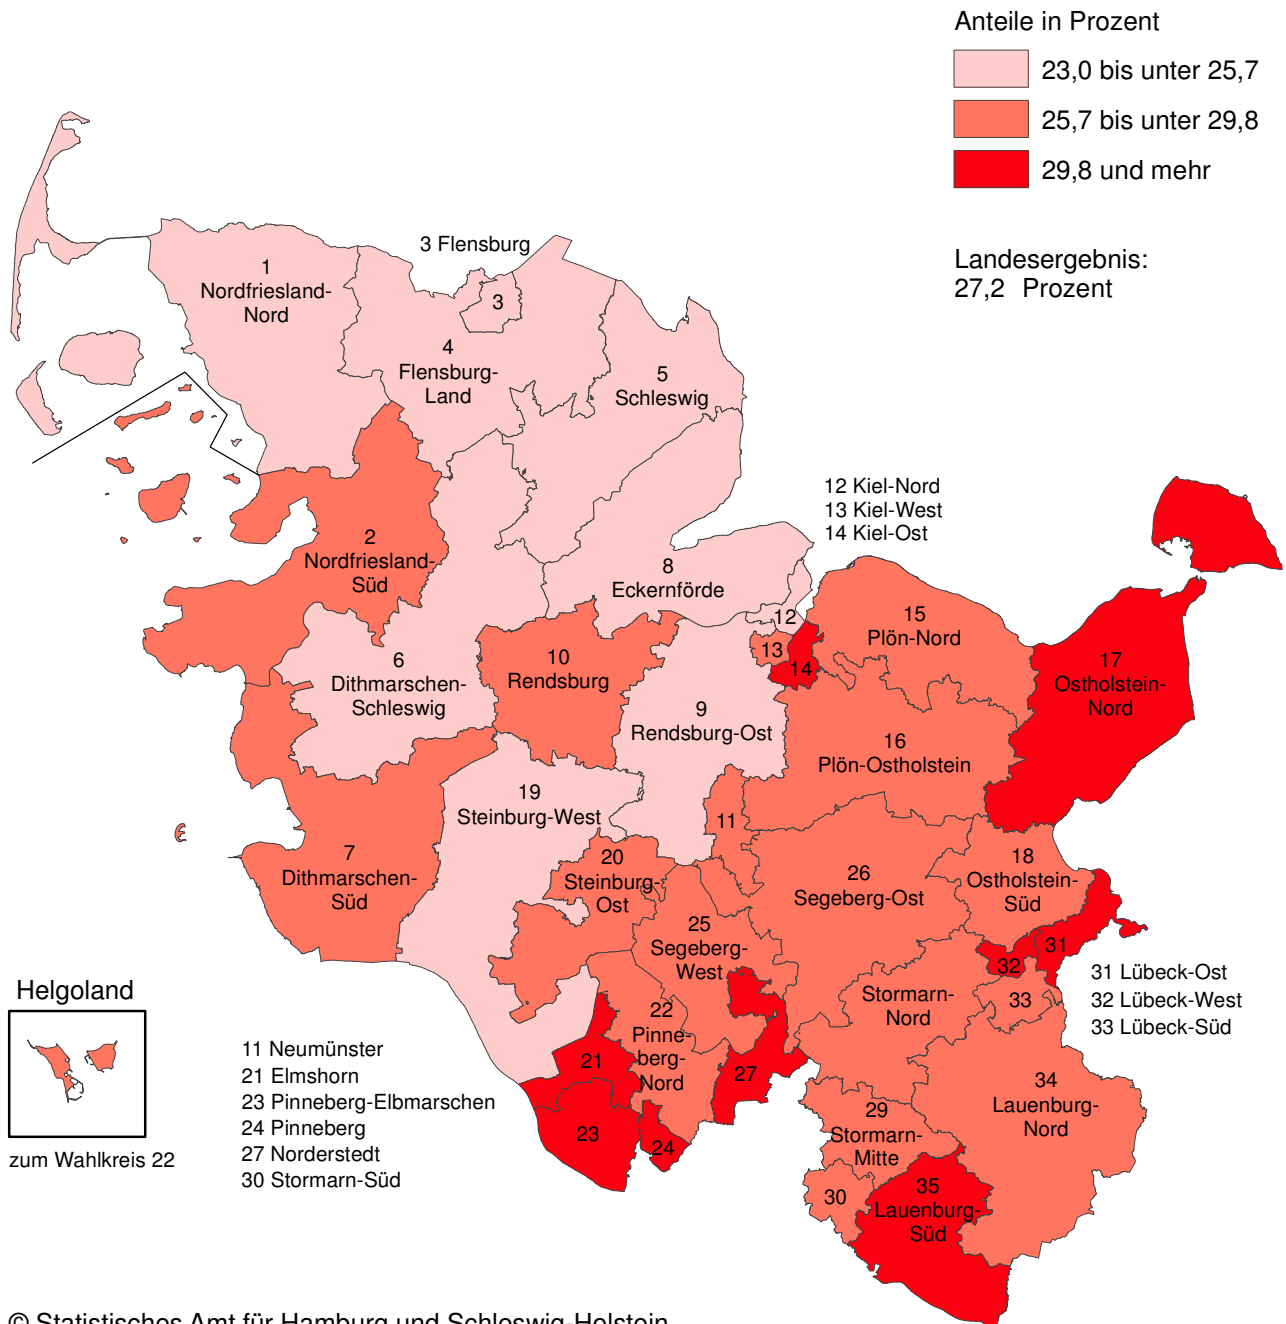 Anteile in Prozent
23,0 bis unter 25,7
25,7 bis unter 29,8
29,8 und mehr
Landesergebnis:
27,2 Prozent
3 Flensburg
1
Nordfriesland-
Nord
3
4
Flensburg-
Land
5
Schleswig
12 Kiel-Nord
13 Kiel-West
14 Kiel-Ost
2
Nordfriesland-
Süd
8
Eckernförde
12
13
14
15
Plön-Nord
6
Dithmarschen-
Schleswig
10
Rendsburg
9
Rendsburg-Ost
17
Ostholstein-
Nord
16
Plön-Ostholstein
19
Steinburg-West
11
7
Dithmarschen-
Süd
20
Steinburg-
Ost
26
Segeberg-Ost
18
Ostholstein-
Süd
25
Segeberg-
West
31
32
33
31 Lübeck-Ost
32 Lübeck-West
33 Lübeck-Süd
Stormarn-
Nord
22
Pinne-
berg-
Nord
21
23
24
27
34
Lauenburg-
Nord
29
Stormarn-
Mitte
30
35
Lauenburg-
Süd
Helgoland
zum Wahlkreis 22
11 Neumünster
21 Elmshorn
23 Pinneberg-Elbmarschen
24 Pinneberg
27 Norderstedt
30 Stormarn-Süd
© Statistisches Amt für Hamburg und Schleswig-Holstein